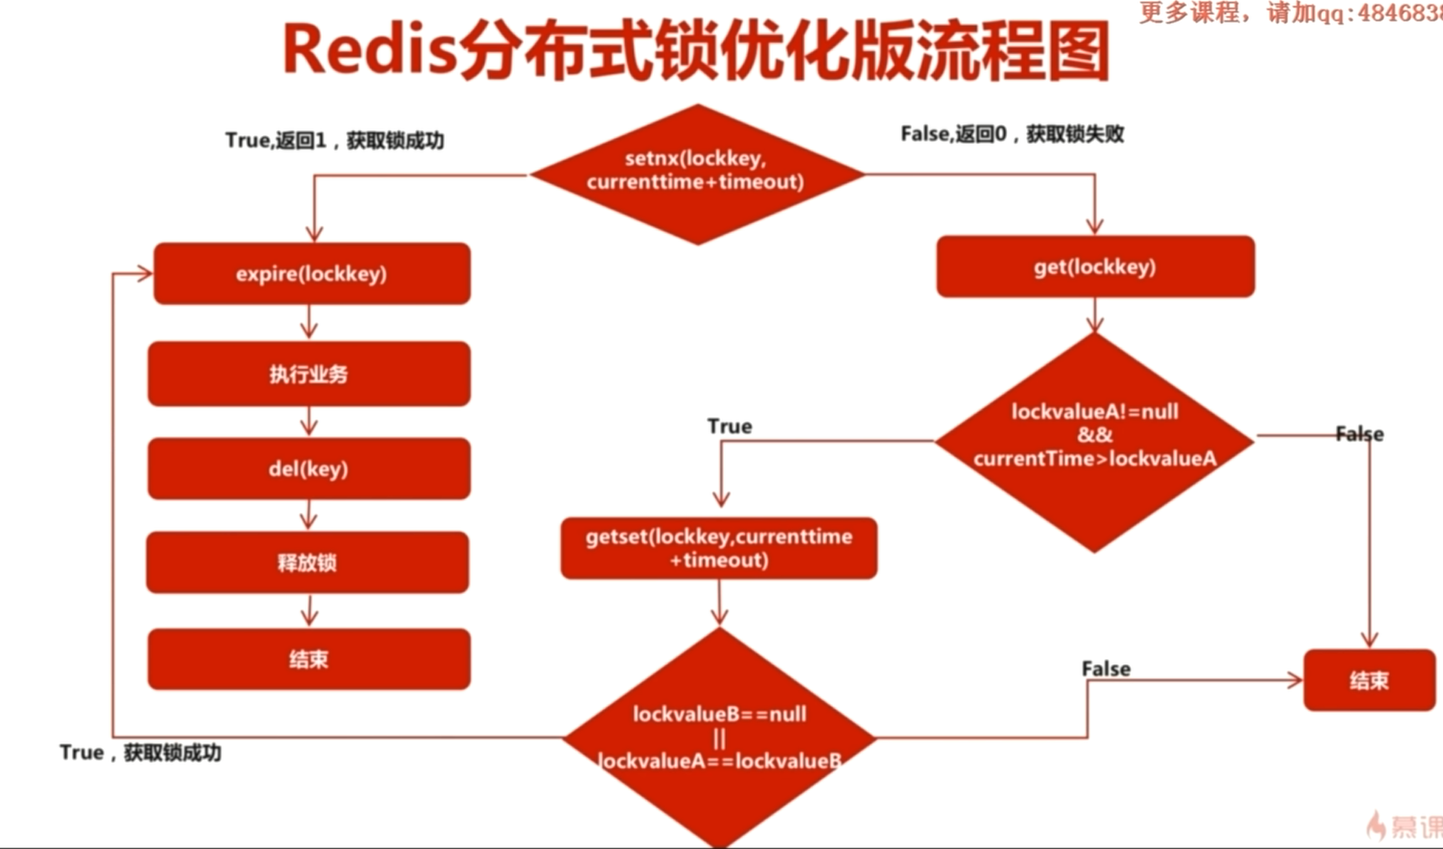 更多课程，请加qq:484683
Redis分布式锁优化版流程图
True,返回1，获取锁成功
False,返回0，获取锁失败
setnx(lockkey,
currenttime+timeout)
expire(lockkey)
get(lockkey)
执行业务
lockvalueA!=null
&&
currentTime>lockvalueA
True
False
del(key)
getset(lockkey,currenttime
+timeout)
释放锁
结束
False
结束
lockvalueB==null
||
lockvalueA==lockvalueB
True，获取锁成功
慕课